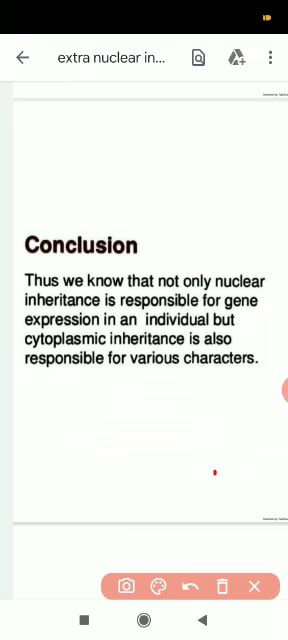 extra nuclear in...
Conclusion
Thus we know that not only nuclear
inheritance is responsible for gene
expression in an individual but
cytoplasmic inheritance is also
responsible for various characters.